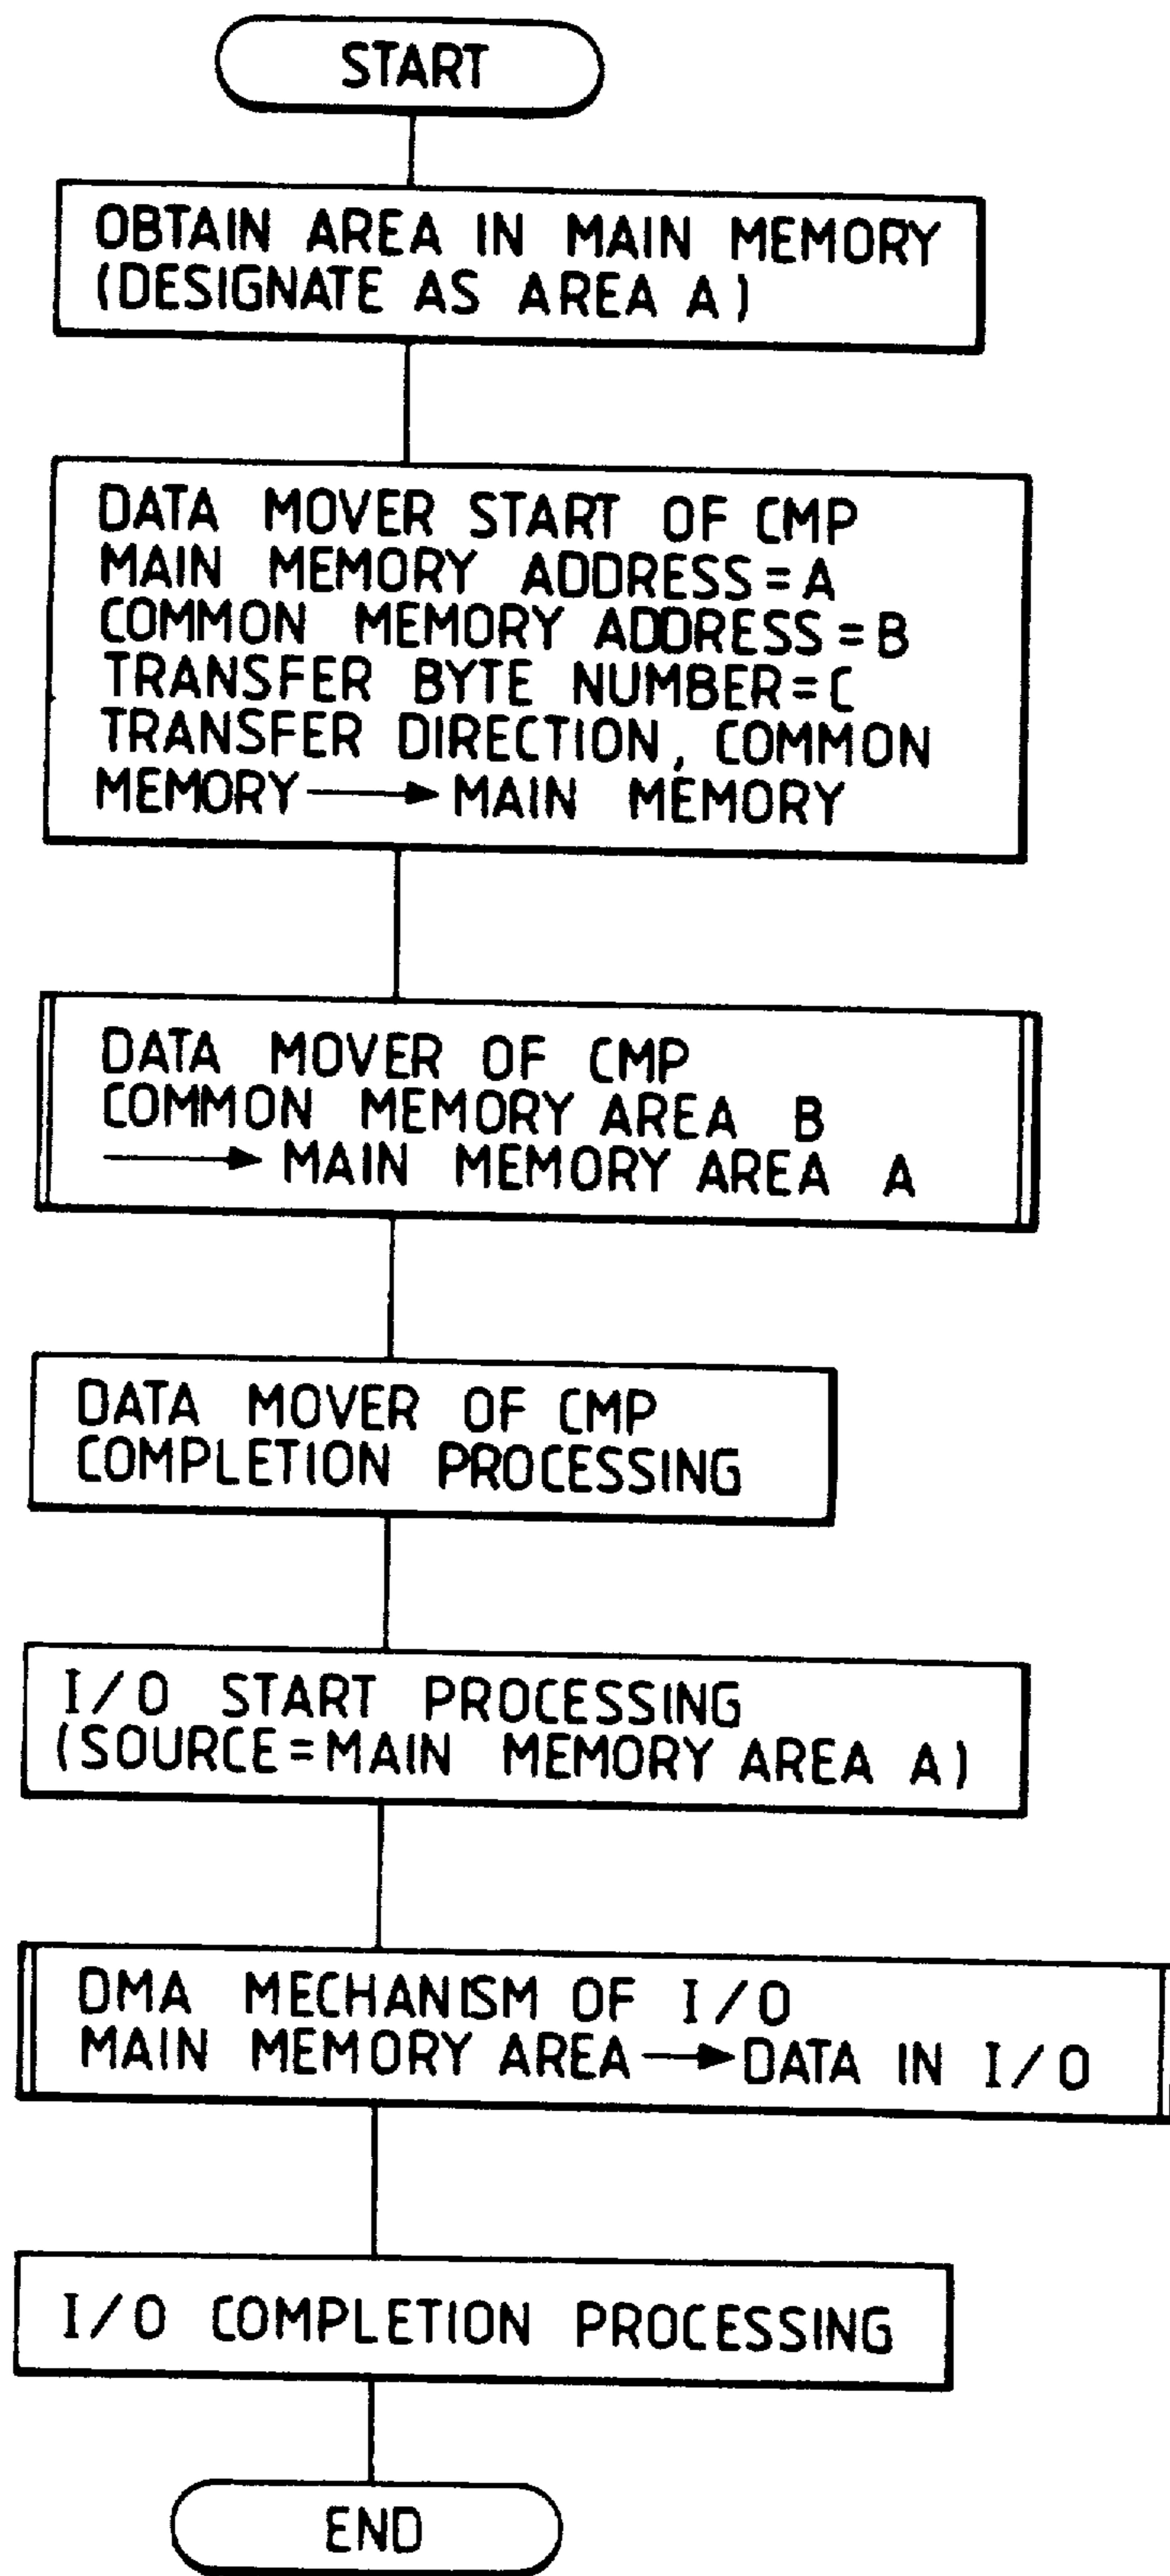 START
OBTAIN AREA IN MAIN MEMORY
(DESIGNATE AS AREA A)
DATA MOVER START OF CMP
MAIN MEMORY ADDRESS=A
COMMON MEMORY ADDRESS=B
TRANSFER BYTE NUMBER=C
TRANSFER DIRECTION, COMMON
MEMORY → MAIN MEMORY
DATA MOVER OF CMP
COMMON MEMORY AREA B
→ MAIN MEMORY AREA A
DATA MOVER OF CMP
COMPLETION PROCESSING
I/O START PROCESSING
(SOURCE=MAIN MEMORY AREA A)
DMA MECHANISM OF I/O
MAIN MEMORY AREA → DATA IN I/O
I/O COMPLETION PROCESSING
END